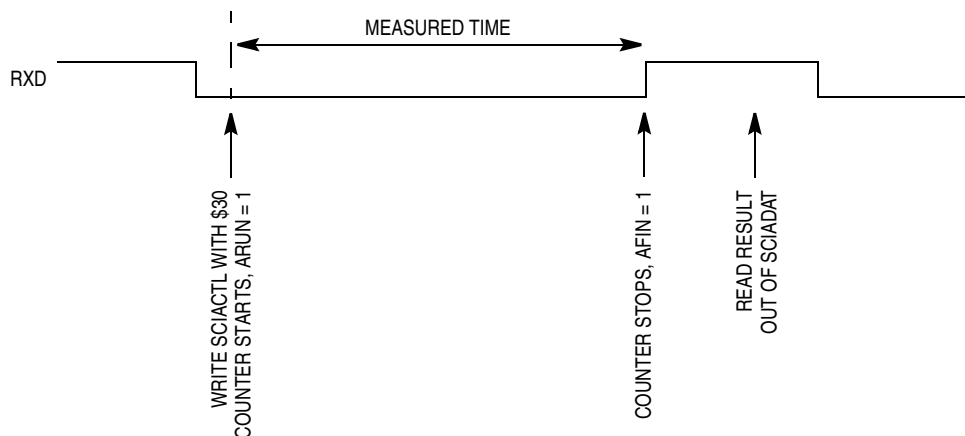 MEASURED TIME
RXD
WRITE SCIACTL WITH $30
COUNTER STARTS, ARUN = 1
COUNTER STOPS, AFIN = 1
READ RESULT
OUT OF SCIADAT